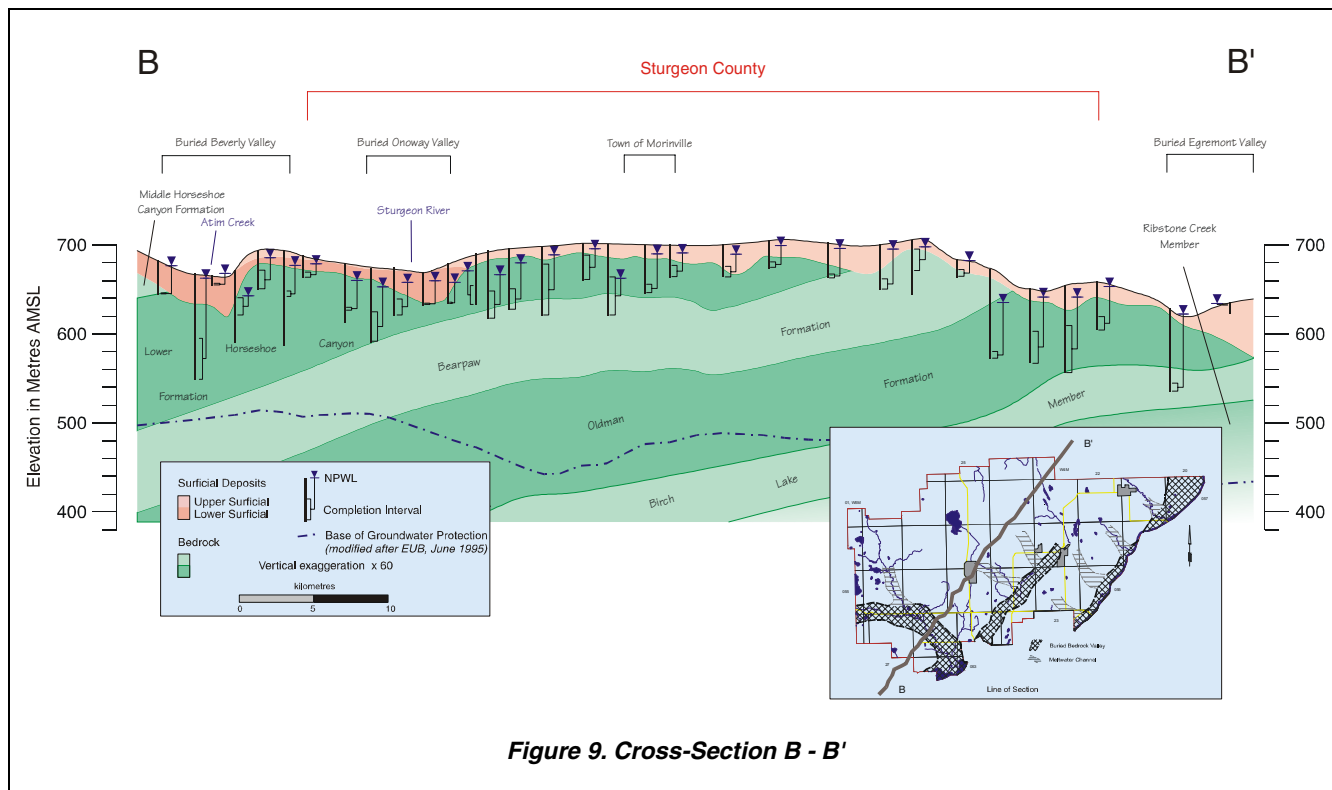 B
B'
Sturgeon County
Buried Beverly Valley
Buried Onoway Valley
Town of Morinville
Buried Egremont Valley
Middle Horseshoe
Canyon Formation
Atim Creek
Sturgeon River
Ribstone Creek
Member
Elevation in Metres AMSL
700
600
500
400
700
600
500
400
Lower
Horseshoe
Canyon
Formation
Bearpaw
Formation
Oldman
Formation
Birch
Lake
Member
Surficial Deposits
Upper Surficial
Lower Surficial
Bedrock
NPWL
Completion Interval
Base of Groundwater Protection
(modified after EUB, June 1995)
Vertical exaggeration x 60
kilometres
0
5
10
B'
B
Buried Bedrock Valley
Meltwater Channel
Line of Section
Figure 9. Cross-Section B - B'